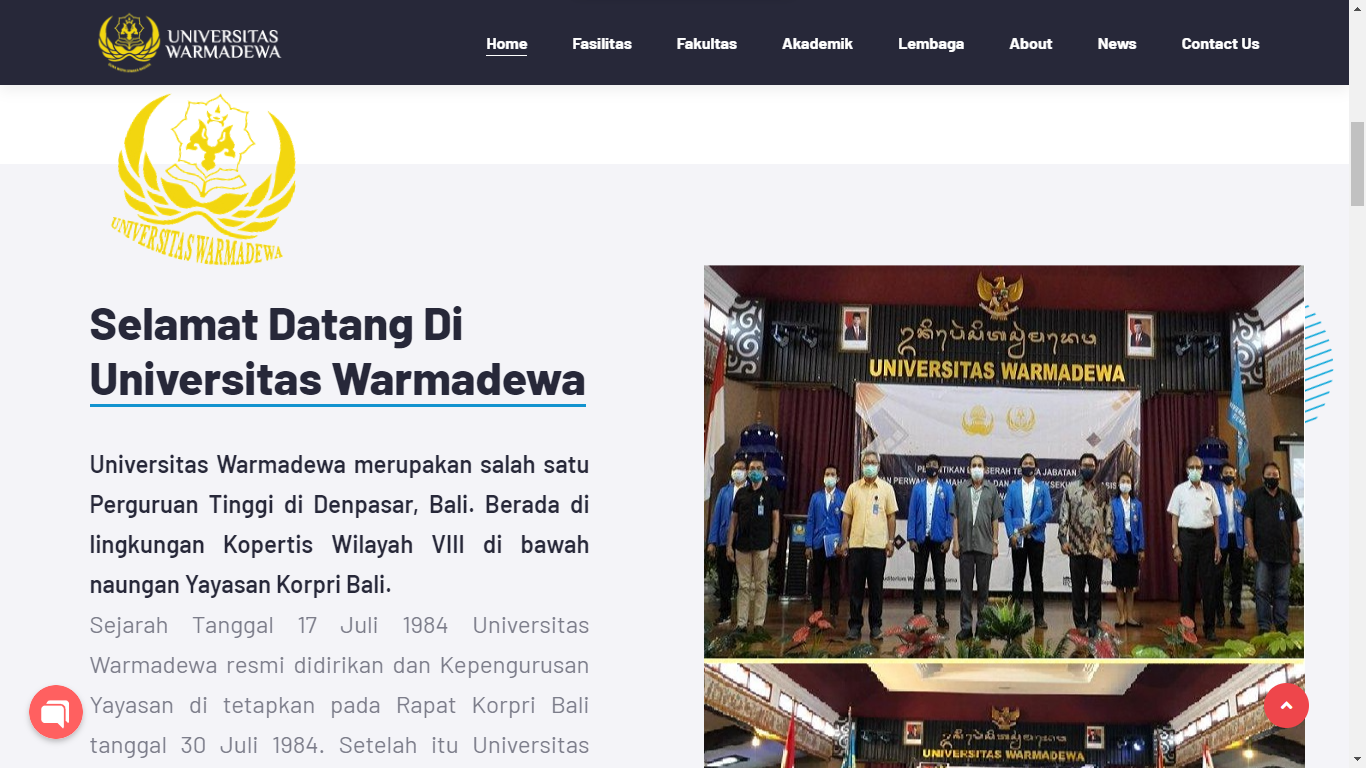 UNIVERSITAS
WARMADEWA
Home
Fasilitas
Fakultas
Akademik
Lembaga
About
News
Contact Us
UNIVERSITAS WARMADEWA
Selamat Datang Di
Universitas Warmadewa
Universitas Warmadewa merupakan salah satu
Perguruan Tinggi di Denpasar, Bali. Berada di
lingkungan Kopertis Wilayah VIII di bawah
naungan Yayasan Korpri Bali.
Sejarah Tanggal 17 Juli 1984 Universitas
Warmadewa resmi didirikan dan Kepengurusan
Yayasan di tetapkan pada Rapat Korpri Bali
tanggal 30 Juli 1984. Setelah itu Universitas
UNIVERSITAS WARMADEWA
JABATAN
DAN
UNIVERSITAS WARMADEWA